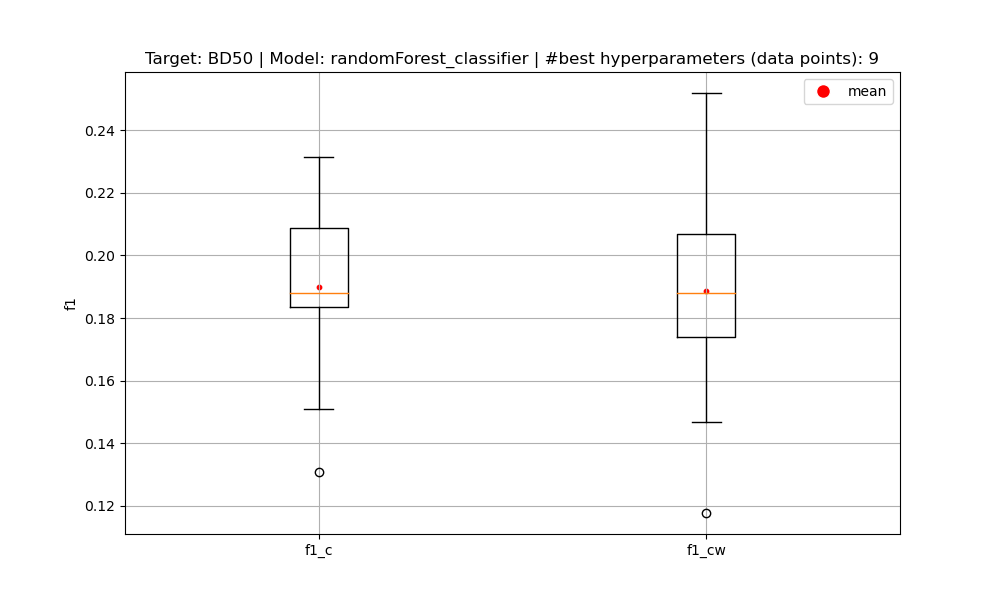 Target: BD50 | Model: randomForest_classifier | #best hyperparameters (data points): 9
mean
0.24
0.22
0.20
0.18
0.16
0.14
0.12
f1
f1_c
f1_cw